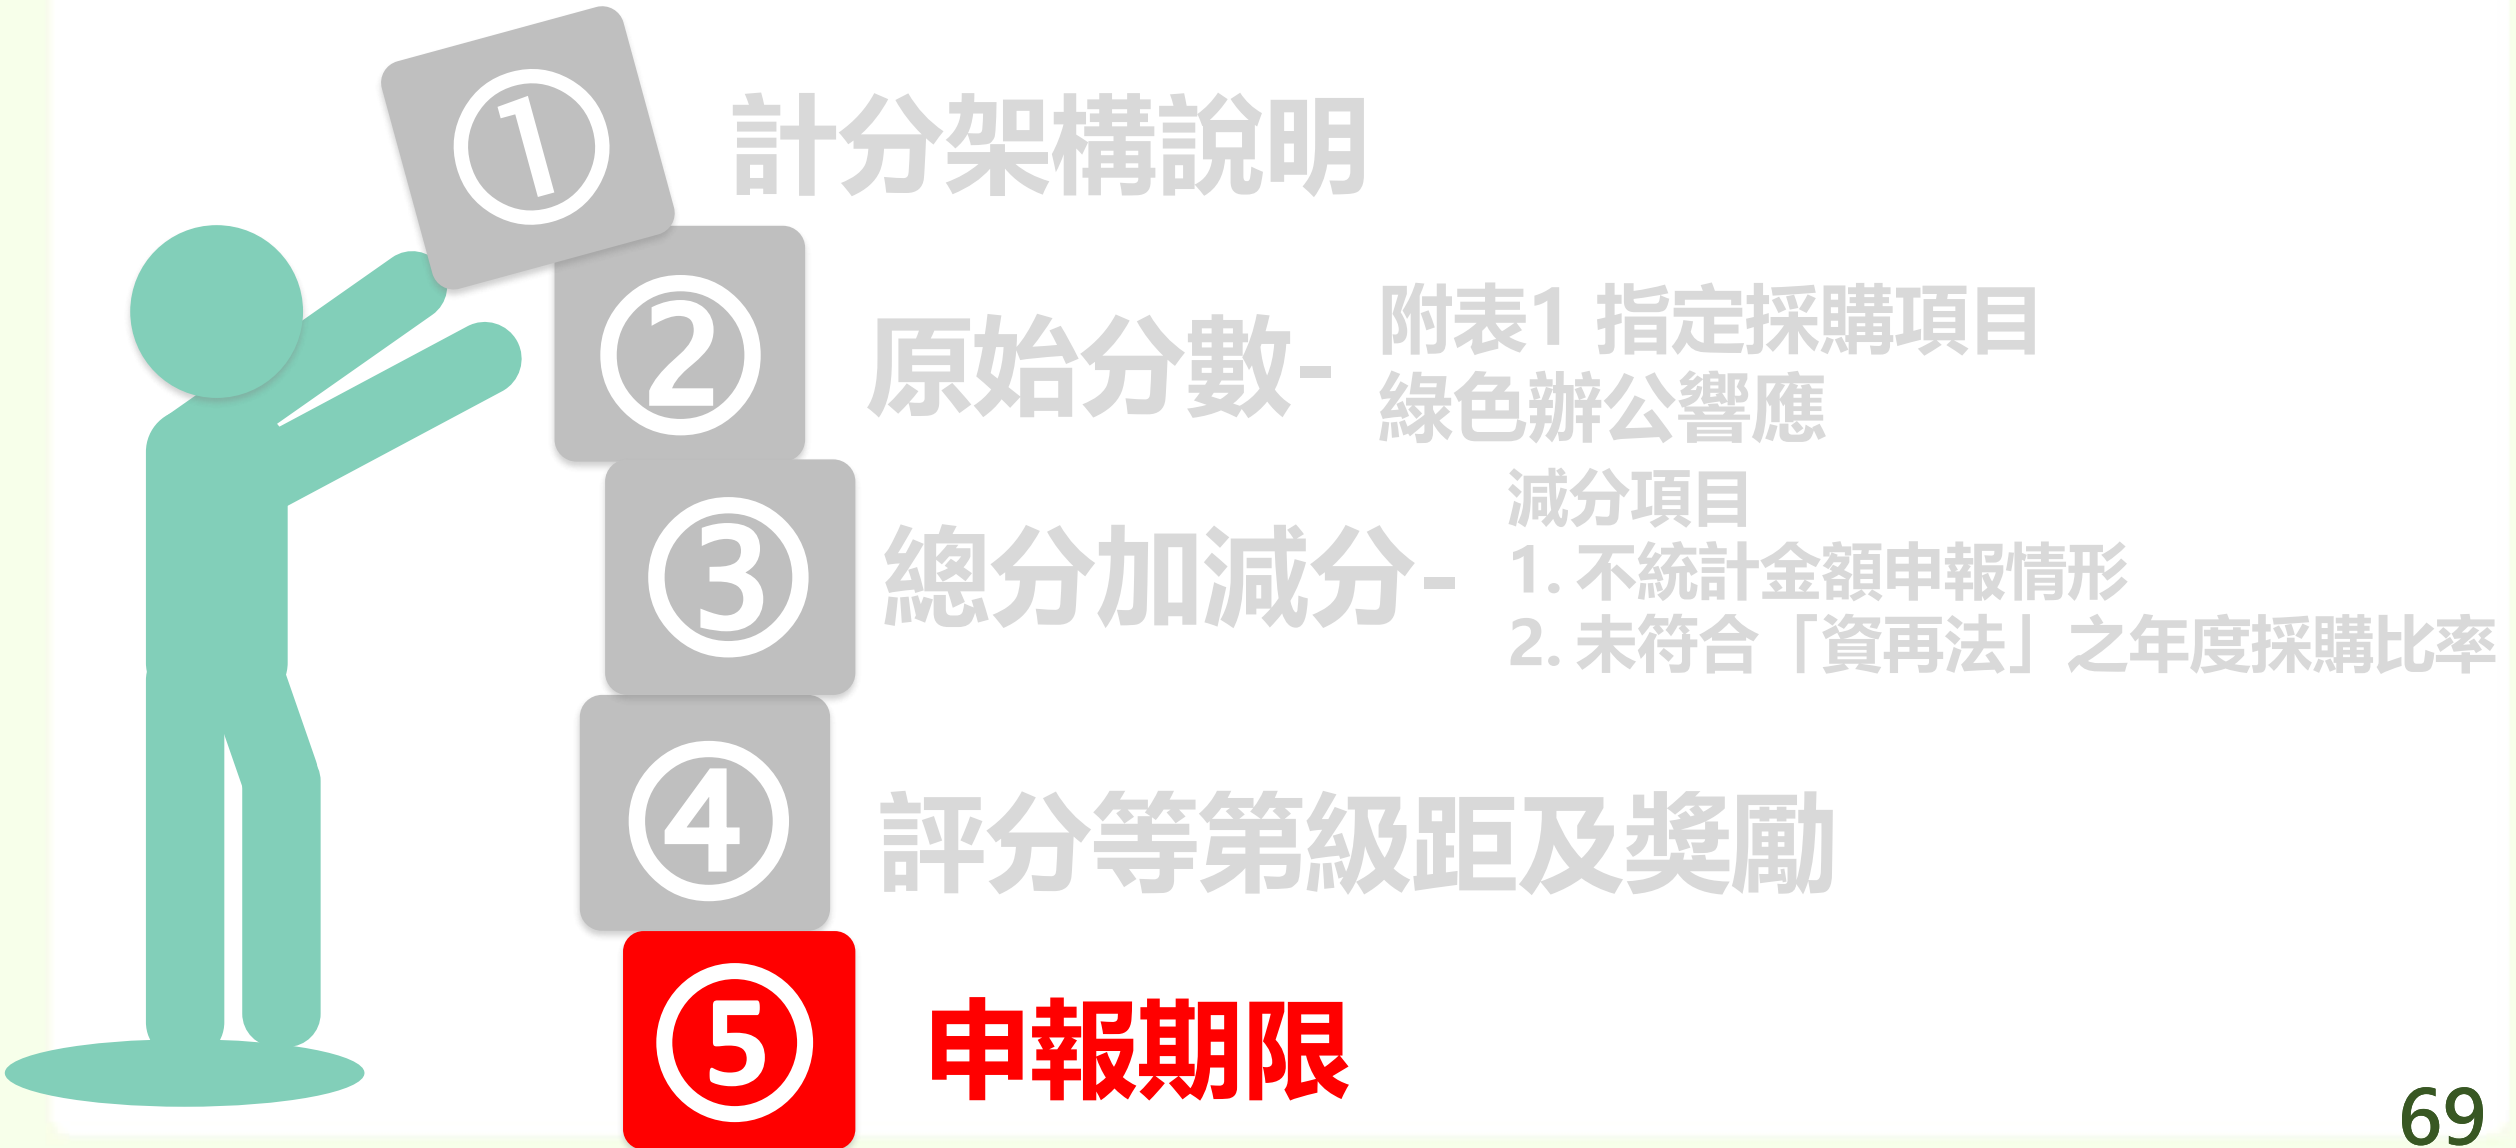 ① 計分架構說明
② 原始分數-
附表1 指定採購項目
綠色辦公響應
③ 總分加減分-
減分項目
1. 不統計金額申報情形
2. 未符合「資再法」之年度採購比率
④ 評分等第級距及獎勵
⑤ 申報期限
69